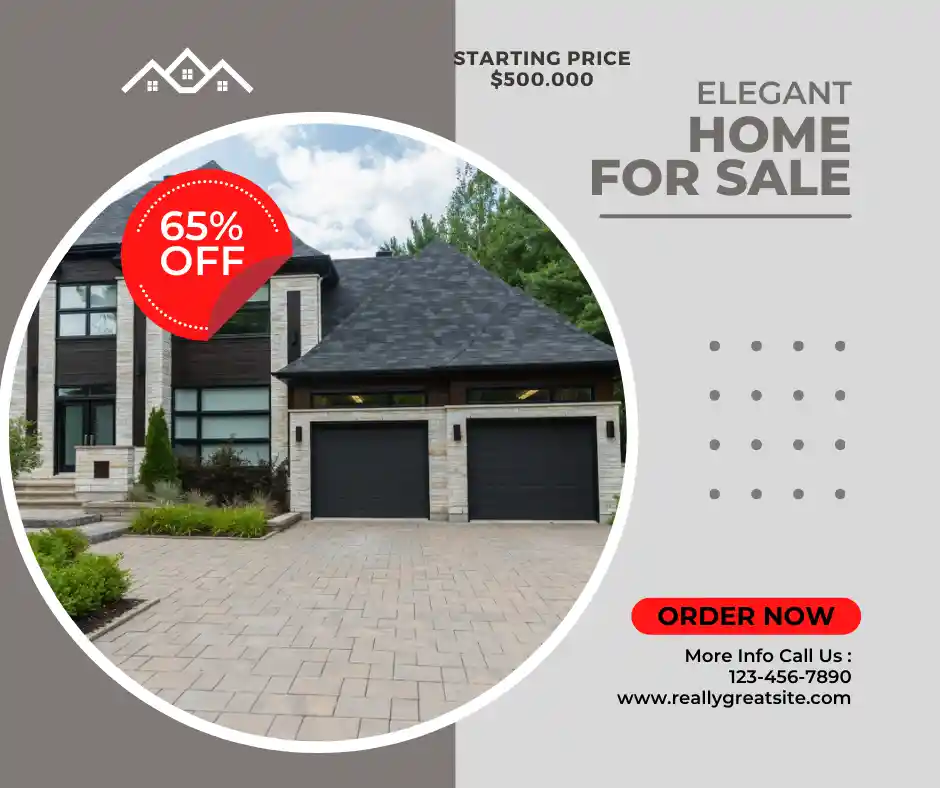 STARTING PRICE
$500.000
ELEGANT
HOME
FOR SALE
65%
OFF
ORDER NOW
More Info Call Us :
123-456-7890
www.reallygreatsite.com